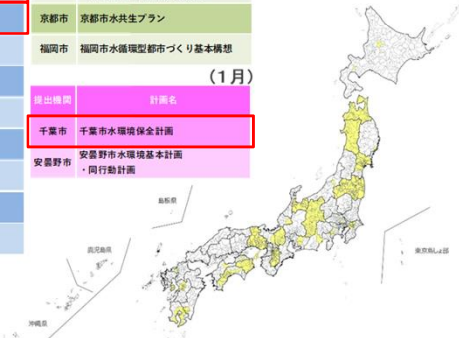 京都市 京都市水共生プラン
福岡市 福岡市水循環型都市づくり基本構想
(1月)
提出機関 計画名
千葉市 千葉市水環境保全計画
安曇野市 安曇野市水環境基本計画
・同行動計画
島根県
鹿児島県
東京都島しょ部
沖縄県